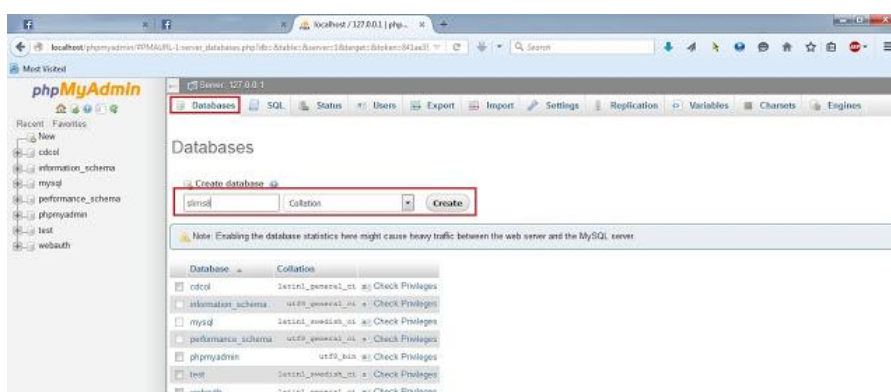 localhost / 127.0.0.1 | php...
Search
Most Visited
phpMyAdmin
Recent Favorites
New
cdcol
information_schema
mysql
performance_schema
phpmyadmin
test
webauth
Server: 127.0.0.1
Databases SQL Status Users Export Import Settings Replication Variables Charsets Engines
Databases
Create database
slims8 Collation Create
Note: Enabling the database statistics here might cause heavy traffic between the web server and the MySQL server.
Database Collation
cdcol latin1_general_ci Check Privileges
information_schema utf8_general_ci Check Privileges
mysql latin1_swedish_ci Check Privileges
performance_schema utf8_general_ci Check Privileges
phpmyadmin utf8_bin Check Privileges
test latin1_swedish_ci Check Privileges
webauth latin1_general_ci Check Privileges